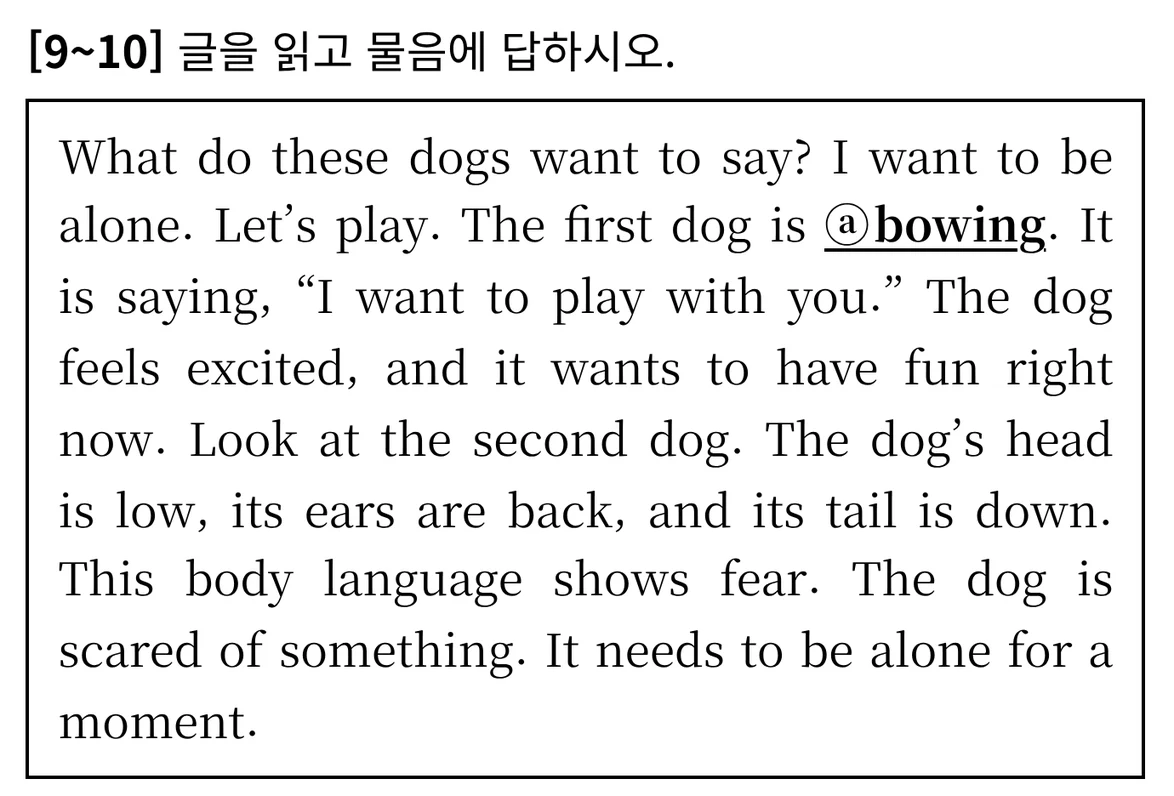 [9~10] 글을 읽고 물음에 답하시오.
What do these dogs want to say? I want to be
alone. Let’s play. The first dog is ⓐbowing. It
is saying, “I want to play with you.” The dog
feels excited, and it wants to have fun right
now. Look at the second dog. The dog’s head
is low, its ears are back, and its tail is down.
This body language shows fear. The dog is
scared of something. It needs to be alone for a
moment.